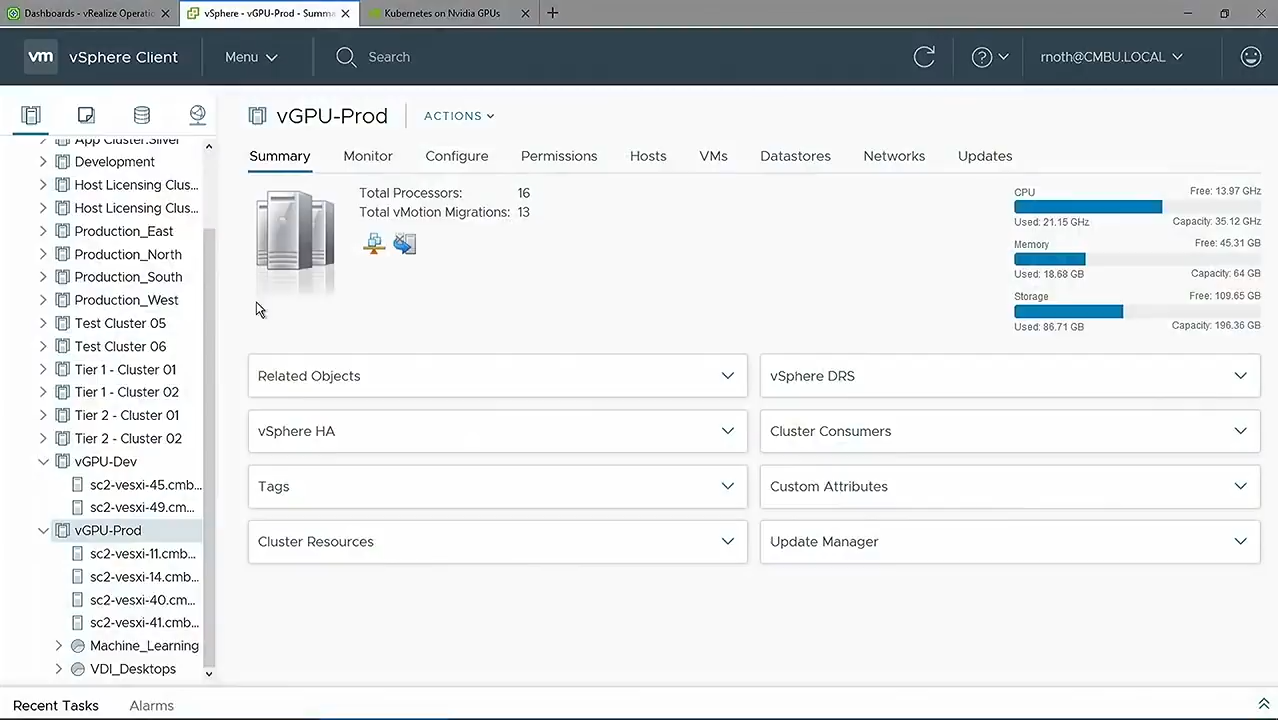 Dashboards - vRealize Operatic
vSphere - vGPU-Prod - Summa
Kubernetes on Nvidia GPUs
vm vSphere Client
Menu
Search
rnoth@CMBU.LOCAL
App Cluster.Silver
Development
Host Licensing Clus...
Host Licensing Clus...
Production_East
Production_North
Production_South
Production_West
Test Cluster 05
Test Cluster 06
Tier 1 - Cluster 01
Tier 1 - Cluster 02
Tier 2 - Cluster 01
Tier 2 - Cluster 02
vGPU-Dev
sc2-vesxi-45.cmb...
sc2-vesxi-49.cm...
vGPU-Prod
sc2-vesxi-11.cmb...
sc2-vesxi-14.cmb...
sc2-vesxi-40.cm...
sc2-vesxi-41.cmb...
Machine_Learning
VDI_Desktops
vGPU-Prod
ACTIONS
Summary Monitor Configure Permissions Hosts VMs Datastores Networks Updates
Total Processors: 16
Total vMotion Migrations: 13
CPU Free: 13.97 GHz
Used: 21.15 GHz Capacity: 35.12 GHz
Memory Free: 45.31 GB
Used: 18.68 GB Capacity: 64 GB
Storage Free: 109.65 GB
Used: 86.71 GB Capacity: 196.36 GB
Related Objects
vSphere DRS
vSphere HA
Cluster Consumers
Tags
Custom Attributes
Cluster Resources
Update Manager
Recent Tasks Alarms